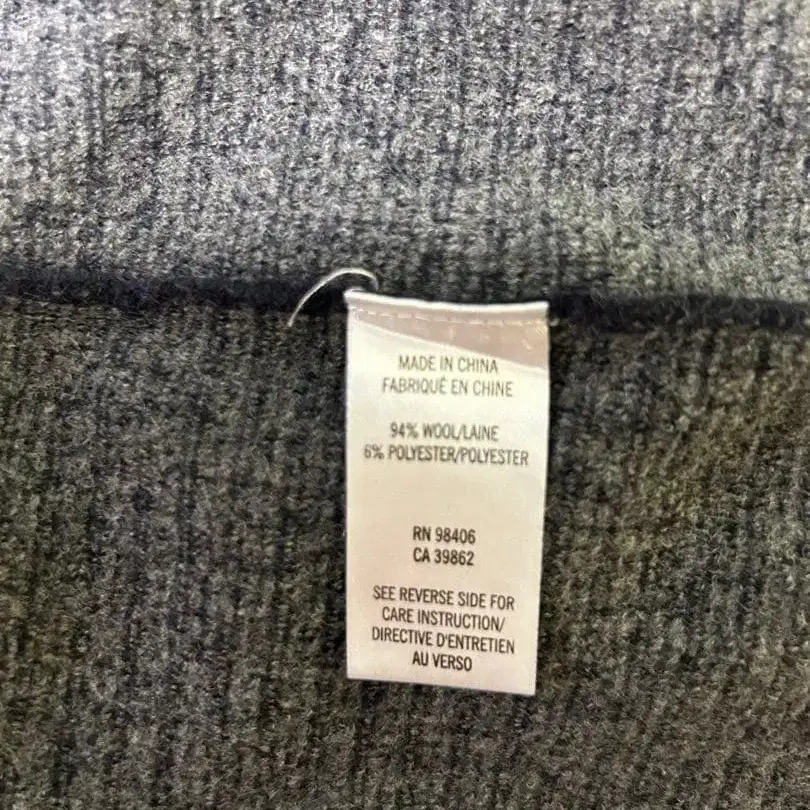 MADE IN CHINA
FABRIQUÉ EN CHINE
94% WOOL/LAINE
6% POLYESTER/POLYESTER
RN 98406
CA 39862
SEE REVERSE SIDE FOR
CARE INSTRUCTION/
DIRECTIVE D'ENTRETIEN
AU VERSO